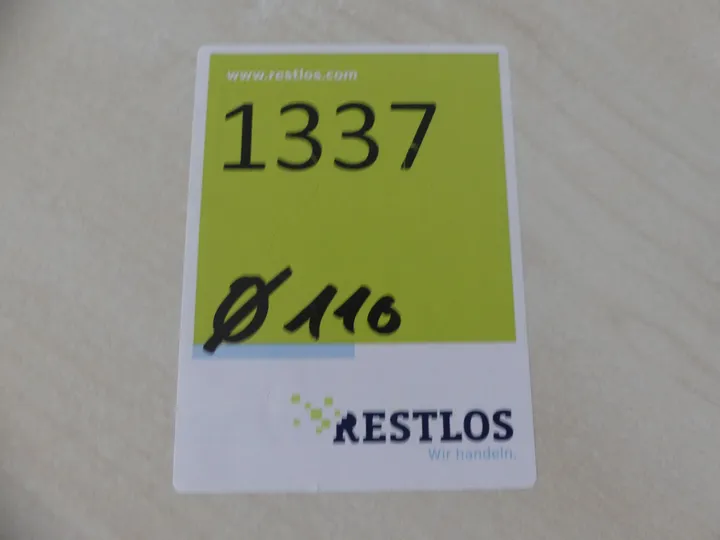 www.restlos.com
1337
Ø 110
RESTLOS
Wir handeln.